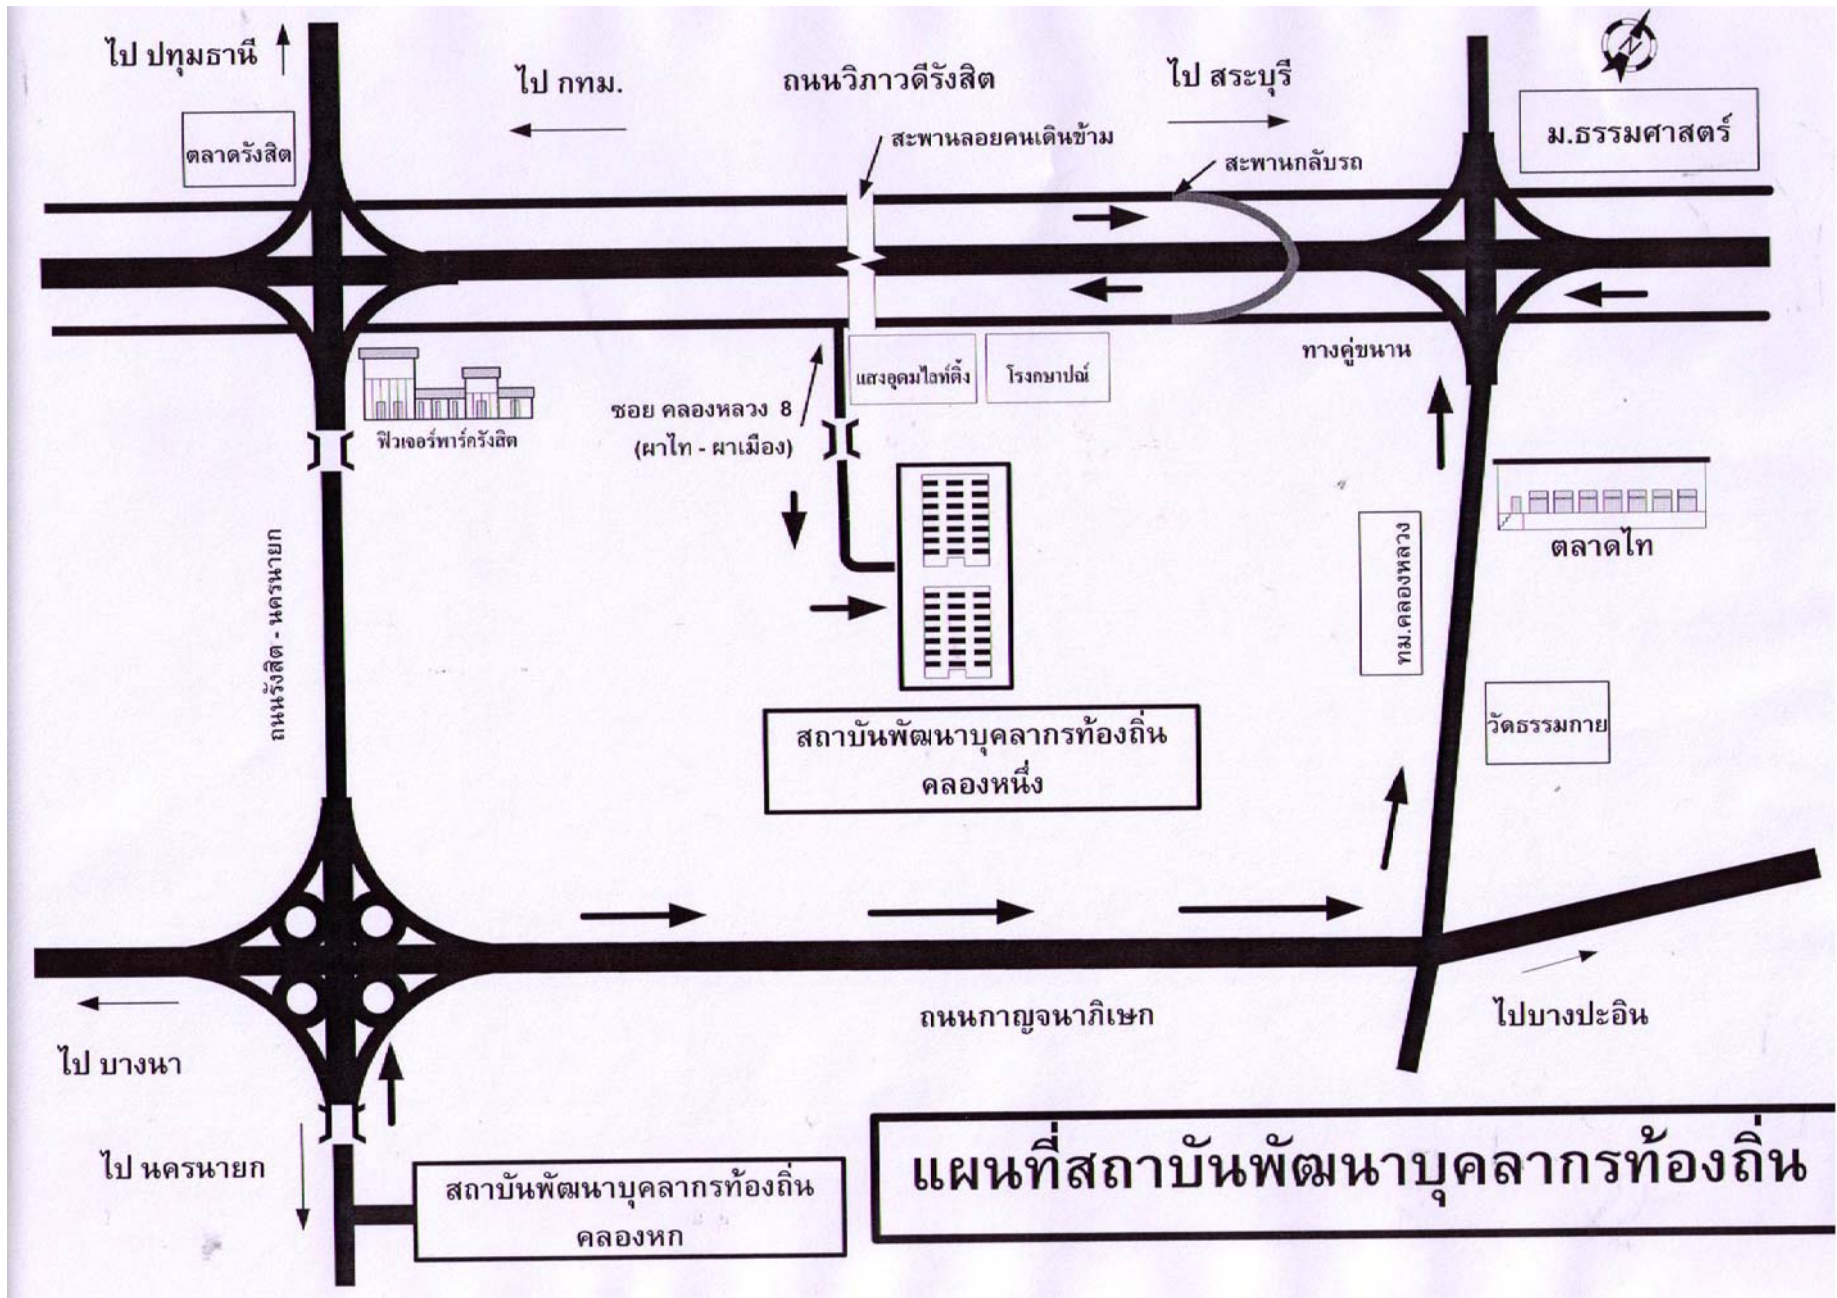 ไป ปทุมธานี
ไป กทม.
ถนนวิภาวดีรังสิต
ไป สระบุรี
N
ตลาดรังสิต
สะพานลอยคนเดินข้าม
สะพานกลับรถ
ม.ธรรมศาสตร์
แสงอุดมไลท์ติ้ง
โรงกษาปณ์
ทางคู่ขนาน
ซอย คลองหลวง 8
(ผาไท - ผาเมือง)
ฟิวเจอร์พาร์ครังสิต
ถนนรังสิต - นครนายก
ทม.คลองหลวง
ตลาดไท
วัดธรรมกาย
สถาบันพัฒนาบุคลากรท้องถิ่น
คลองหนึ่ง
ถนนกาญจนาภิเษก
ไปบางปะอิน
ไป บางนา
ไป นครนายก
สถาบันพัฒนาบุคลากรท้องถิ่น
คลองหก
แผนที่สถาบันพัฒนาบุคลากรท้องถิ่น